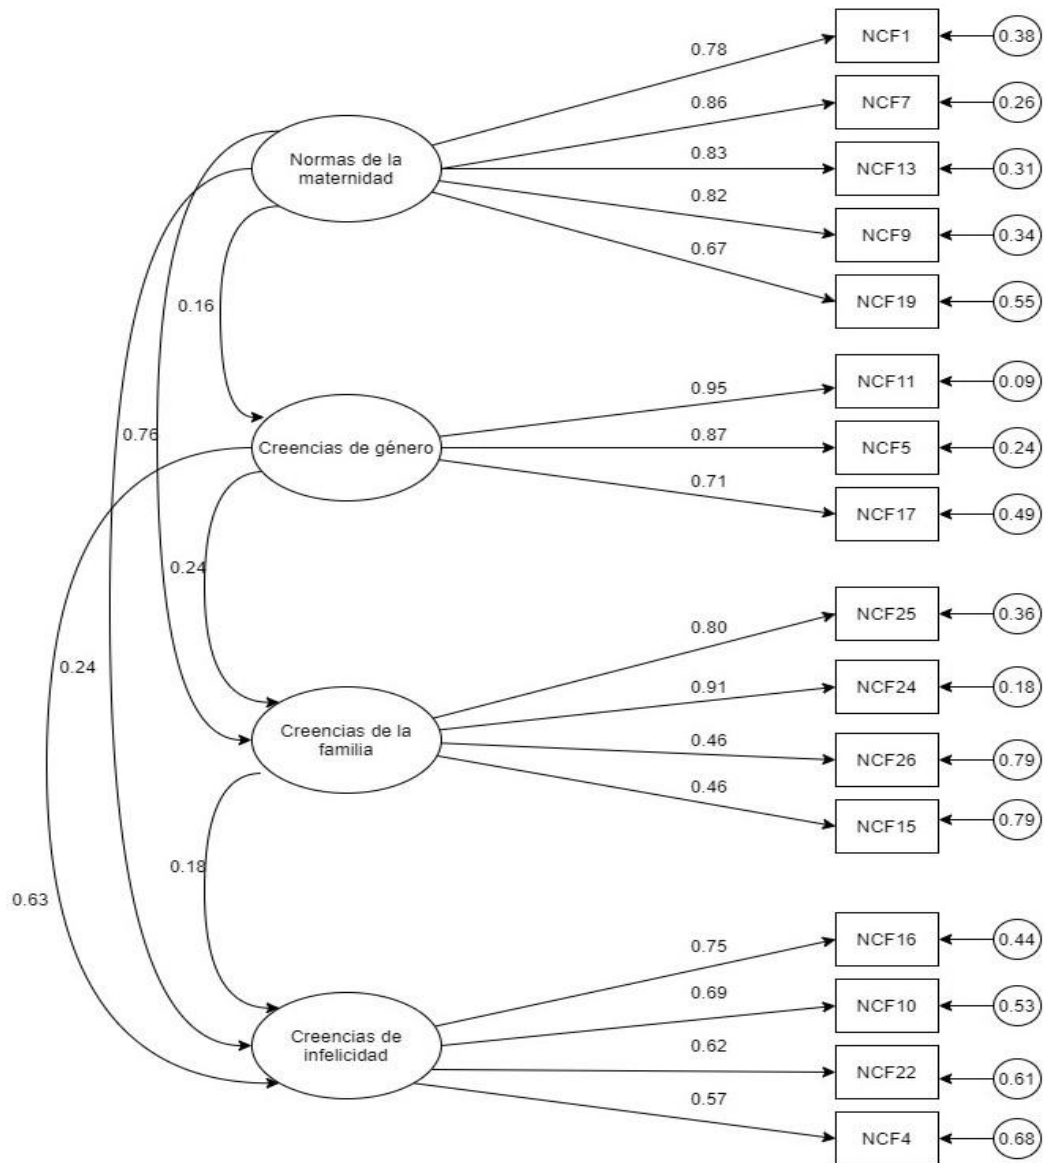 NCF1
0.38
0.78
NCF7
0.26
0.86
Normas de la
maternidad
0.83
NCF13
0.31
0.82
NCF9
0.34
0.67
NCF19
0.55
0.16
NCF11
0.09
0.95
0.76
Creencias de género
0.87
NCF5
0.24
0.71
NCF17
0.49
0.24
NCF25
0.36
0.80
0.24
0.91
NCF24
0.18
Creencias de la
familia
0.46
NCF26
0.79
0.46
NCF15
0.79
0.18
0.63
NCF16
0.44
0.75
0.69
NCF10
0.53
Creencias de
infelicidad
0.62
NCF22
0.61
0.57
NCF4
0.68